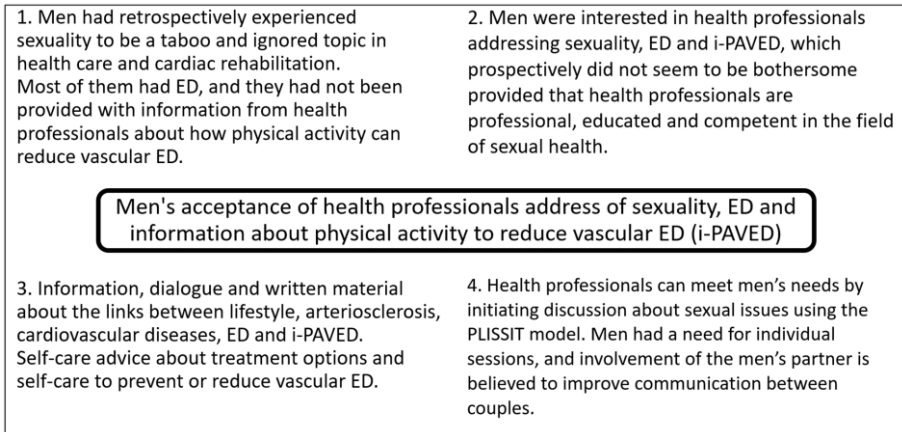 1. Men had retrospectively experienced
sexuality to be a taboo and ignored topic in
health care and cardiac rehabilitation.
Most of them had ED, and they had not been
provided with information from health
professionals about how physical activity can
reduce vascular ED.
2. Men were interested in health professionals
addressing sexuality, ED and i-PAVED, which
prospectively did not seem to be bothersome
provided that health professionals are
professional, educated and competent in the field
of sexual health.
Men's acceptance of health professionals address of sexuality, ED and
information about physical activity to reduce vascular ED (i-PAVED)
3. Information, dialogue and written material
about the links between lifestyle, arteriosclerosis,
cardiovascular diseases, ED and i-PAVED.
Self-care advice about treatment options and
self-care to prevent or reduce vascular ED.
4. Health professionals can meet men’s needs by
initiating discussion about sexual issues using the
PLISSIT model. Men had a need for individual
sessions, and involvement of the men’s partner is
believed to improve communication between
couples.